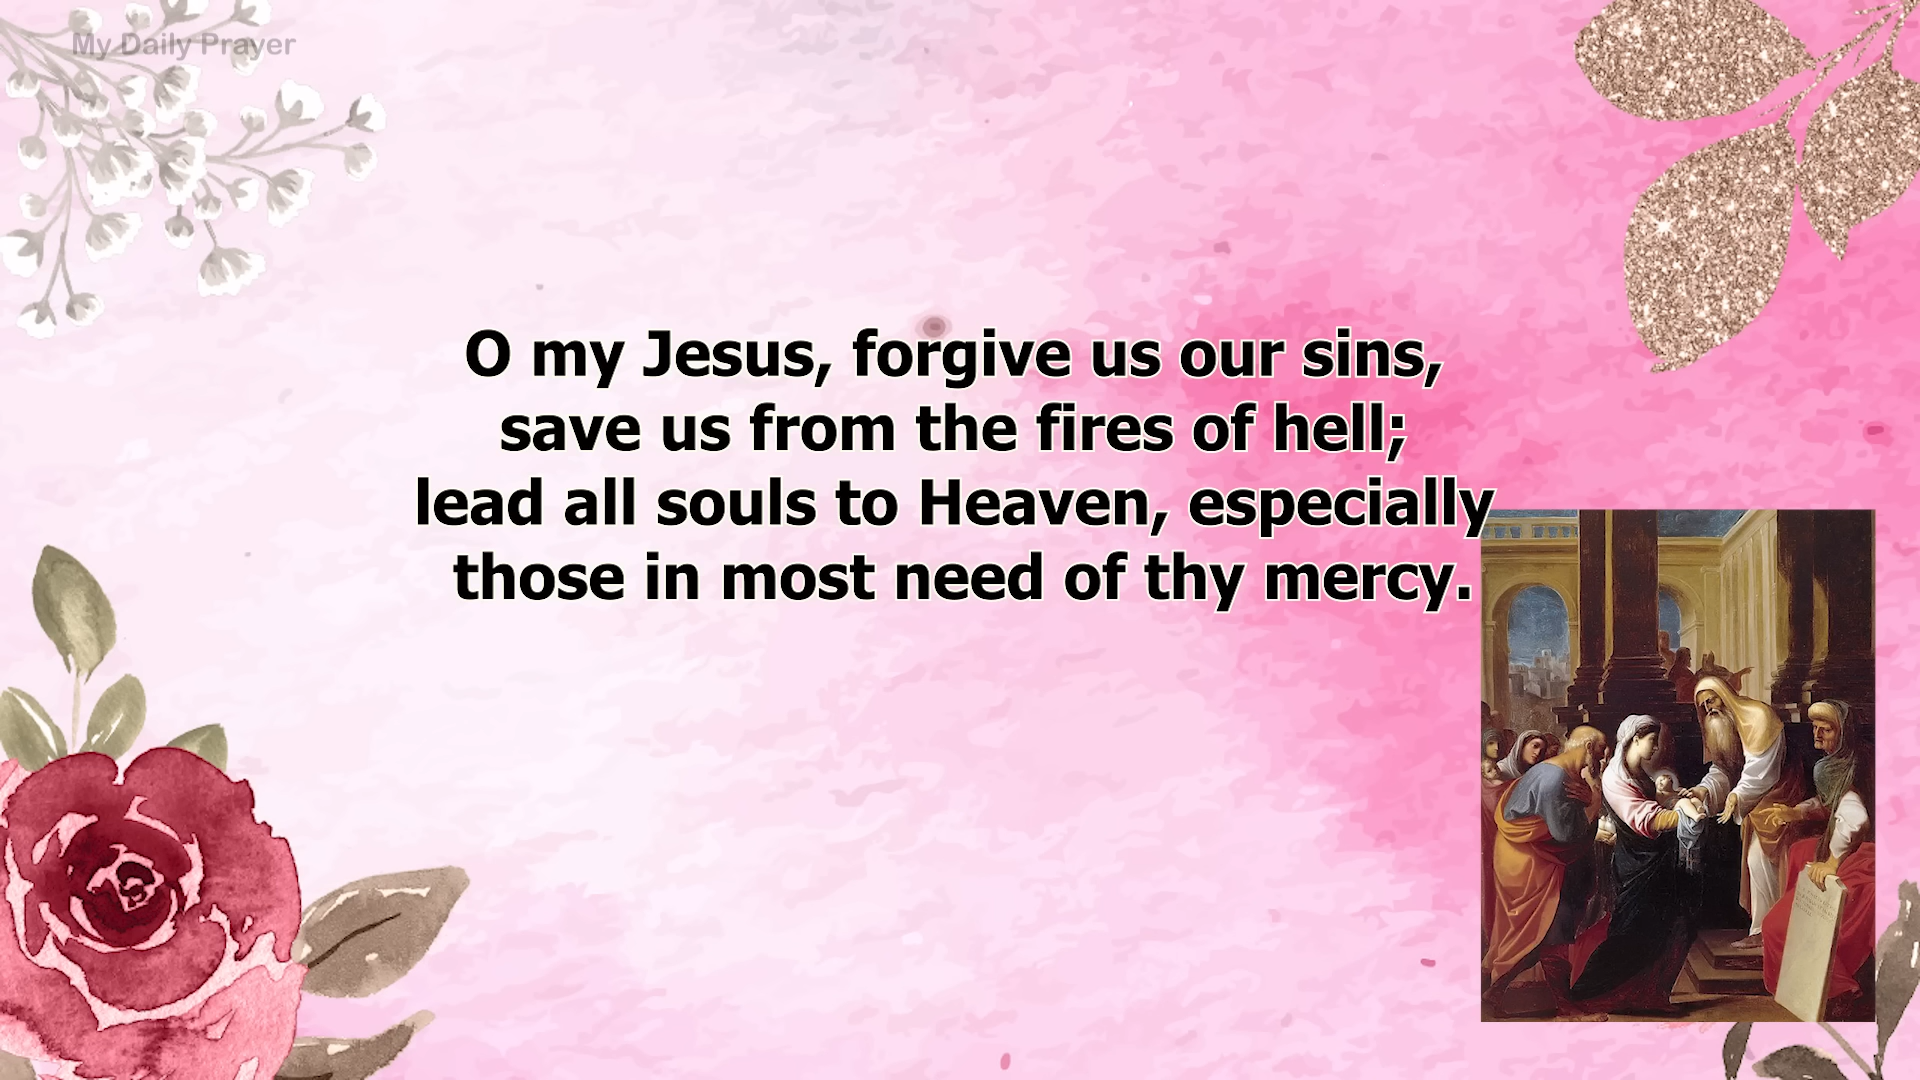 My Daily Prayer
O my Jesus, forgive us our sins,
save us from the fires of hell;
lead all souls to Heaven, especially
those in most need of thy mercy.